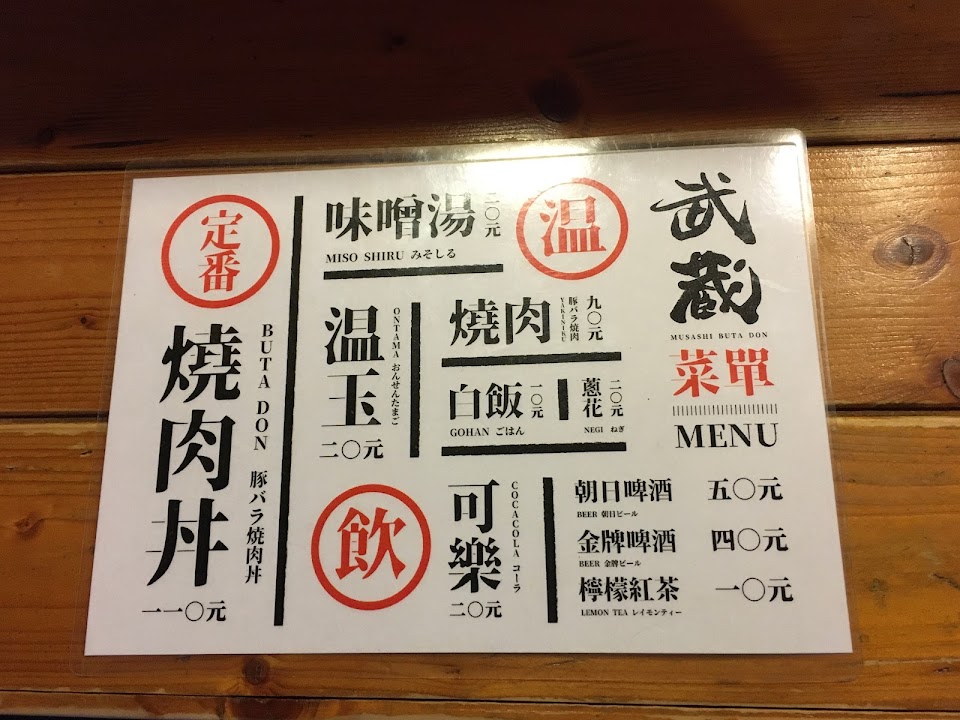 武蔵
MUSASHI BUTA DON
菜單
MENU
定番
燒肉丼
BUTA DON 豚バラ焼肉丼
一一〇元
味噌湯
二〇元
MISO SHIRU みそしる
温
温玉
ONTAMA おんせんたまご
二〇元
燒肉
YAKINIKU
豚バラ焼肉
九〇元
白飯
一〇元
GOHAN ごはん
蔥花
二〇元
NEGI ねぎ
飲
可樂
COCACOLA コーラ
二〇元
朝日啤酒 五〇元
BEER 朝日ビール
金牌啤酒 四〇元
BEER 金牌ビール
檸檬紅茶 一〇元
LEMON TEA レイモンティー